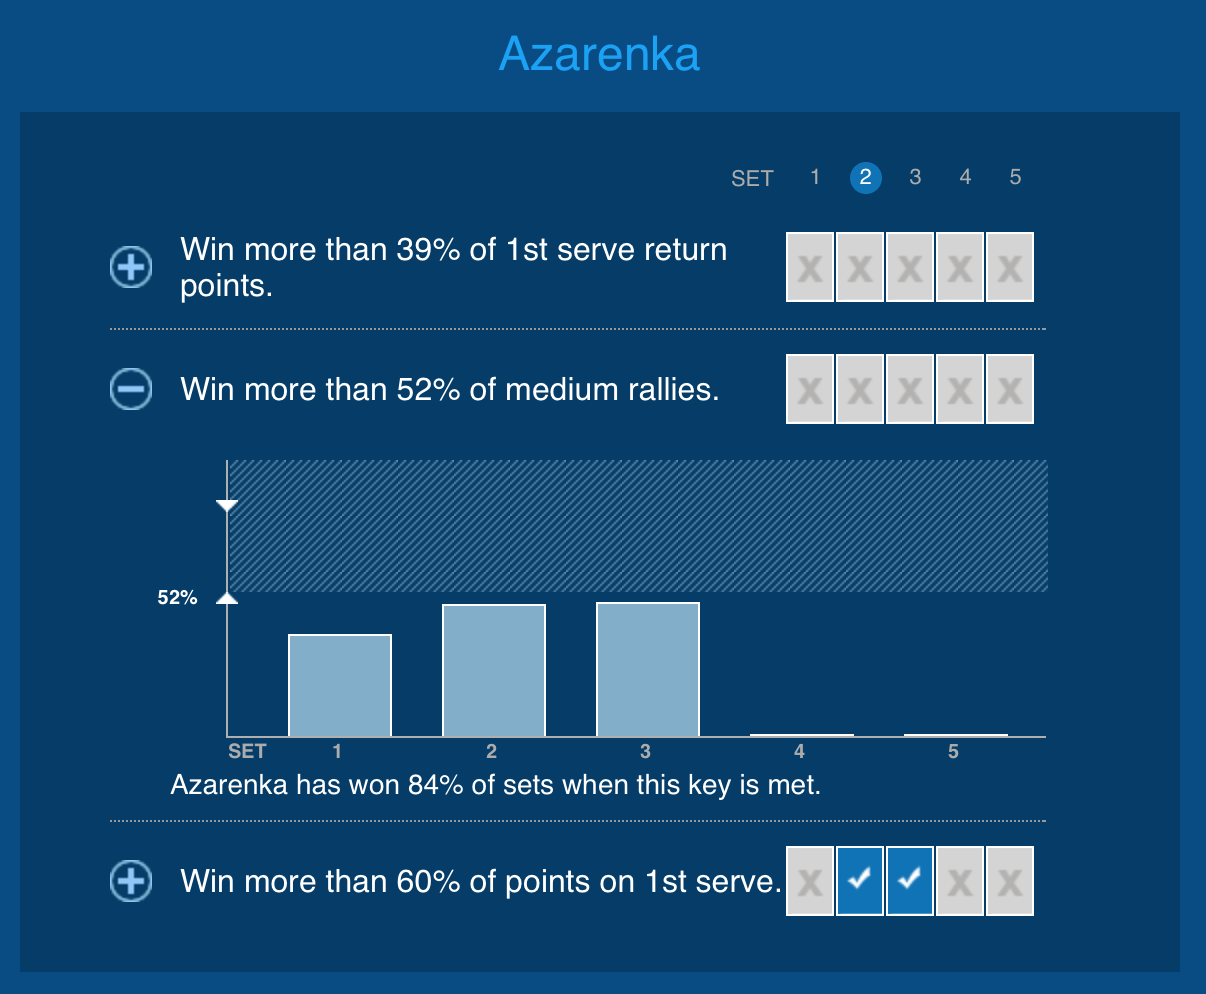 Azarenka
SET 1 2 3 4 5
Win more than 39% of 1st serve return
points.
X X X X X
Win more than 52% of medium rallies.
X X X X X
52%
SET 1 2 3 4 5
Azarenka has won 84% of sets when this key is met.
Win more than 60% of points on 1st serve.
X ✓ ✓ X X